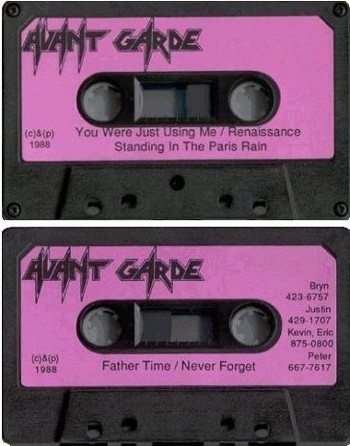 AVANT GARDE
(c)&(p)
1988
You Were Just Using Me / Renaissance
Standing In The Paris Rain
AVANT GARDE
Bryn
423-6757
Justin
429-1707
Kevin, Eric
875-0800
Peter
667-7617
(c)&(p)
1988
Father Time / Never Forget